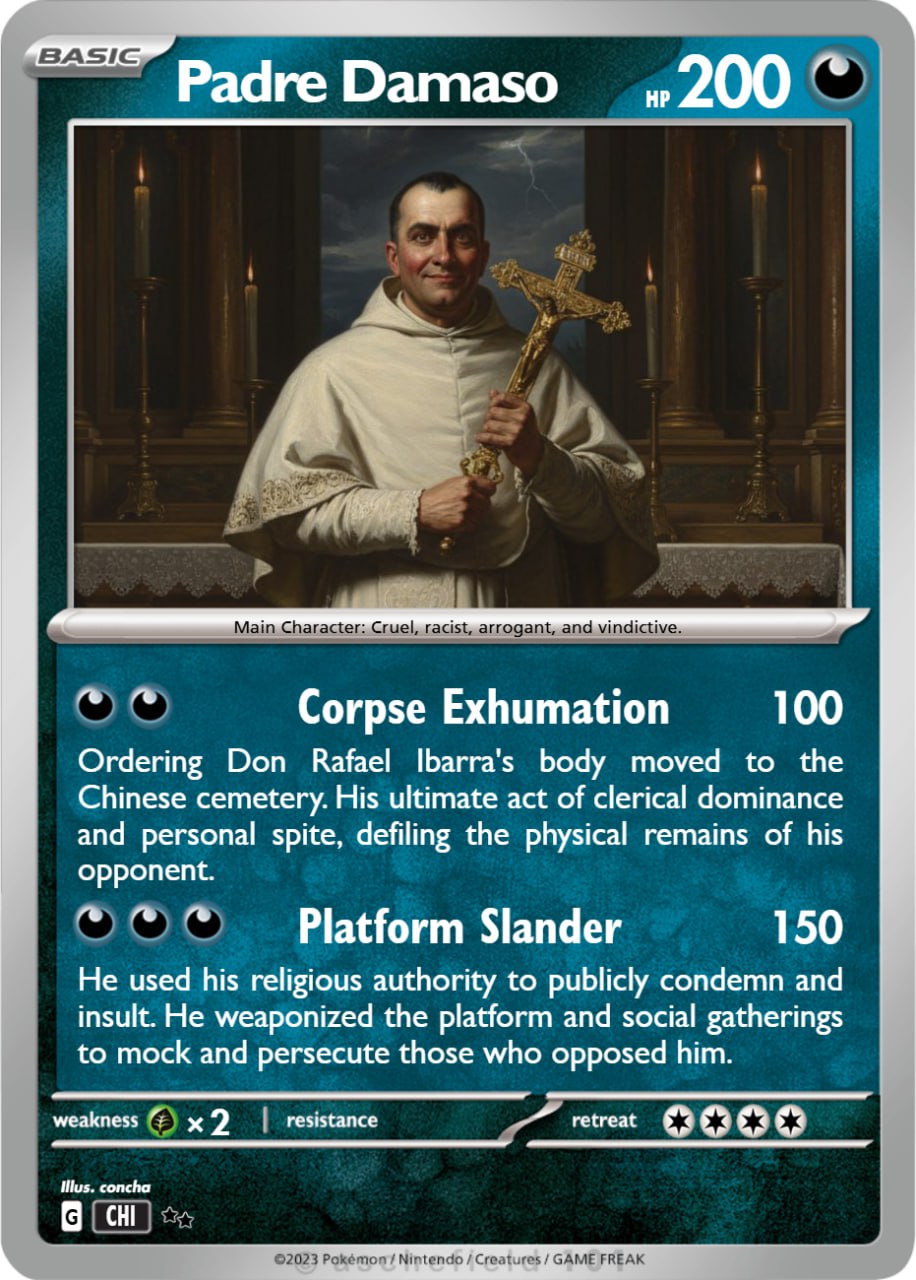 BASIC
Padre Damaso
HP 200
Main Character: Cruel, racist, arrogant, and vindictive.
Corpse Exhumation 100
Ordering Don Rafael Ibarra's body moved to the
Chinese cemetery. His ultimate act of clerical dominance
and personal spite, defiling the physical remains of his
opponent.
Platform Slander 150
He used his religious authority to publicly condemn and
insult. He weaponized the platform and social gatherings
to mock and persecute those who opposed him.
weakness ×2 | resistance retreat
Illus. concha
G CHI
©2023 Pokémon / Nintendo / Creatures / GAME FREAK